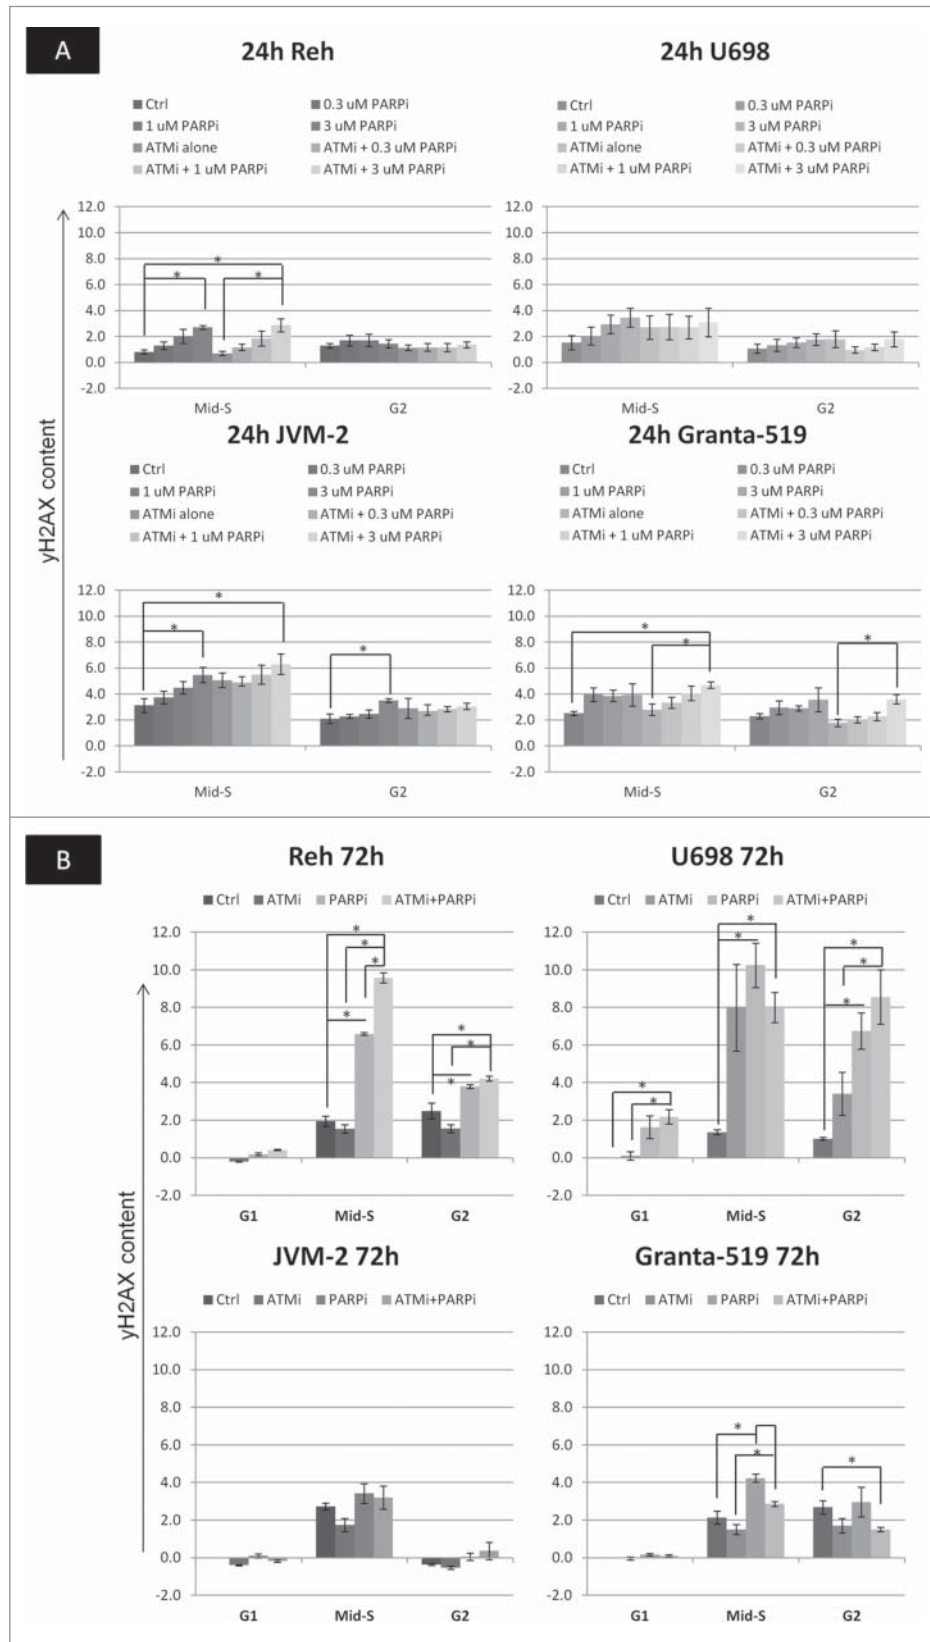 A
24h Reh
24h U698
Ctrl 0.3 uM PARPi
1 uM PARPi 3 uM PARPi
ATMi alone ATMi + 0.3 uM PARPi
ATMi + 1 uM PARPi ATMi + 3 uM PARPi
Ctrl 0.3 uM PARPi
1 uM PARPi 3 uM PARPi
ATMi alone ATMi + 0.3 uM PARPi
ATMi + 1 uM PARPi ATMi + 3 uM PARPi
yH2AX content
12.0
10.0
8.0
6.0
4.0
2.0
0.0
-2.0
* * *
Mid-S G2
12.0
10.0
8.0
6.0
4.0
2.0
0.0
-2.0
Mid-S G2
24h JVM-2
24h Granta-519
Ctrl 0.3 uM PARPi
1 uM PARPi 3 uM PARPi
ATMi alone ATMi + 0.3 uM PARPi
ATMi + 1 uM PARPi ATMi + 3 uM PARPi
Ctrl 0.3 uM PARPi
1 uM PARPi 3 uM PARPi
ATMi alone ATMi + 0.3 uM PARPi
ATMi + 1 uM PARPi ATMi + 3 uM PARPi
12.0
10.0
8.0
6.0
4.0
2.0
0.0
-2.0
* * *
Mid-S G2
12.0
10.0
8.0
6.0
4.0
2.0
0.0
-2.0
* * *
Mid-S G2
B
Reh 72h
U698 72h
Ctrl ATMi PARPi ATMi+PARPi
Ctrl ATMi PARPi ATMi+PARPi
yH2AX content
12.0
10.0
8.0
6.0
4.0
2.0
0.0
-2.0
* * * * * * *
G1 Mid-S G2
12.0
10.0
8.0
6.0
4.0
2.0
0.0
-2.0
* * * * * * *
G1 Mid-S G2
JVM-2 72h
Granta-519 72h
Ctrl ATMi PARPi ATMi+PARPi
Ctrl ATMi PARPi ATMi+PARPi
12.0
10.0
8.0
6.0
4.0
2.0
0.0
-2.0
G1 Mid-S G2
12.0
10.0
8.0
6.0
4.0
2.0
0.0
-2.0
* * *
G1 Mid-S G2